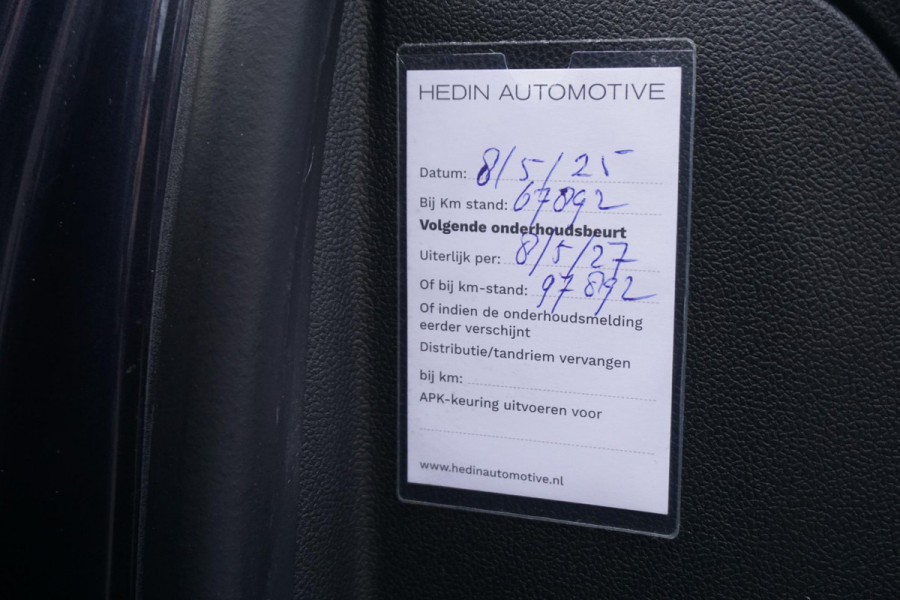 HEDIN AUTOMOTIVE
Datum: 8/5/25
Bij Km stand: 67892
Volgende onderhoudsbeurt
Uiterlijk per: 8/5/27
Of bij km-stand: 97892
Of indien de onderhoudsmelding
eerder verschijnt
Distributie/tandriem vervangen
bij km:
APK-keuring uitvoeren voor
www.hedinautomotive.nl